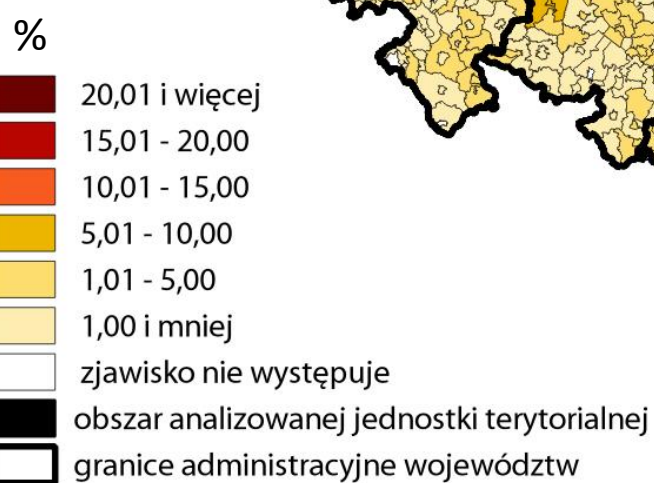 %
20,01 i więcej
15,01 - 20,00
10,01 - 15,00
5,01 - 10,00
1,01 - 5,00
1,00 i mniej
zjawisko nie występuje
obszar analizowanej jednostki terytorialnej
granice administracyjne województw